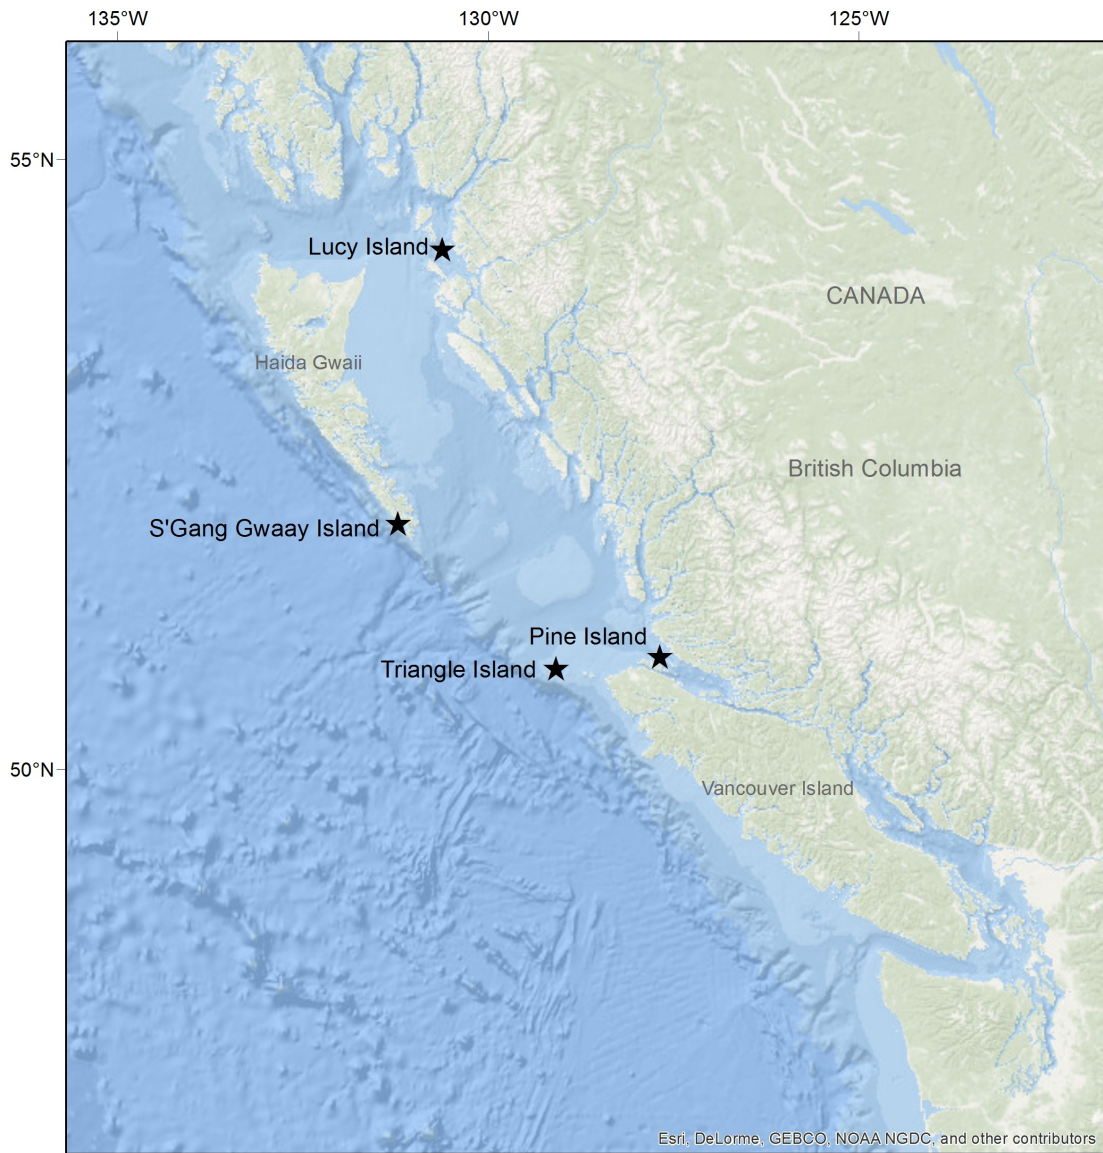 135°W
130°W
125°W
55°N
Lucy Island
CANADA
Haida Gwaii
British Columbia
S'Gang Gwaay Island
Pine Island
Triangle Island
50°N
Vancouver Island
Esri, DeLorme, GEBCO, NOAA NGDC, and other contributors